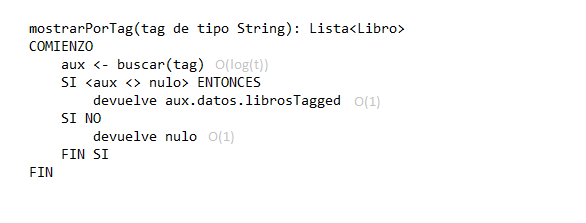 mostrarPorTag(tag de tipo String): Lista<Libro>
COMIENZO
aux <- buscar(tag) O(log(t))
SI <aux <> nulo> ENTONCES
devuelve aux.datos.librosTagged O(1)
SI NO
devuelve nulo O(1)
FIN SI
FIN